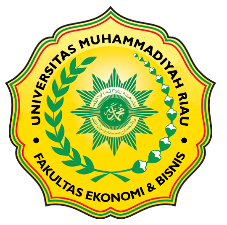 UNIVERSITAS MUHAMMADIYAH RIAU
FAKULTAS EKONOMI & BISNIS